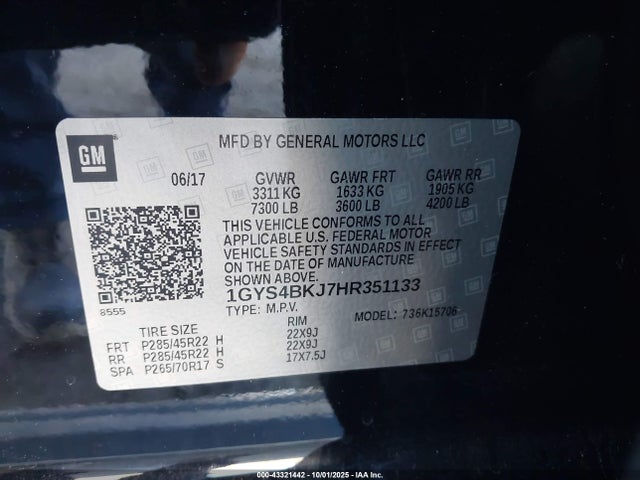 GM
MFD BY GENERAL MOTORS LLC
06/17 GVWR GAWR FRT GAWR RR
3311 KG 1633 KG 1905 KG
7300 LB 3600 LB 4200 LB
THIS VEHICLE CONFORMS TO ALL
APPLICABLE U.S. FEDERAL MOTOR
VEHICLE SAFETY STANDARDS IN EFFECT
ON THE DATE OF MANUFACTURE
SHOWN ABOVE.
8555
1GYS4BKJ7HR351133
TYPE: M.P.V. MODEL: 736K15706
TIRE SIZE RIM
FRT P285/45R22 H 22X9J
RR P285/45R22 H 22X9J
SPA P265/70R17 S 17X7.5J
000-43321442 - 10/01/2025 - IAA Inc.